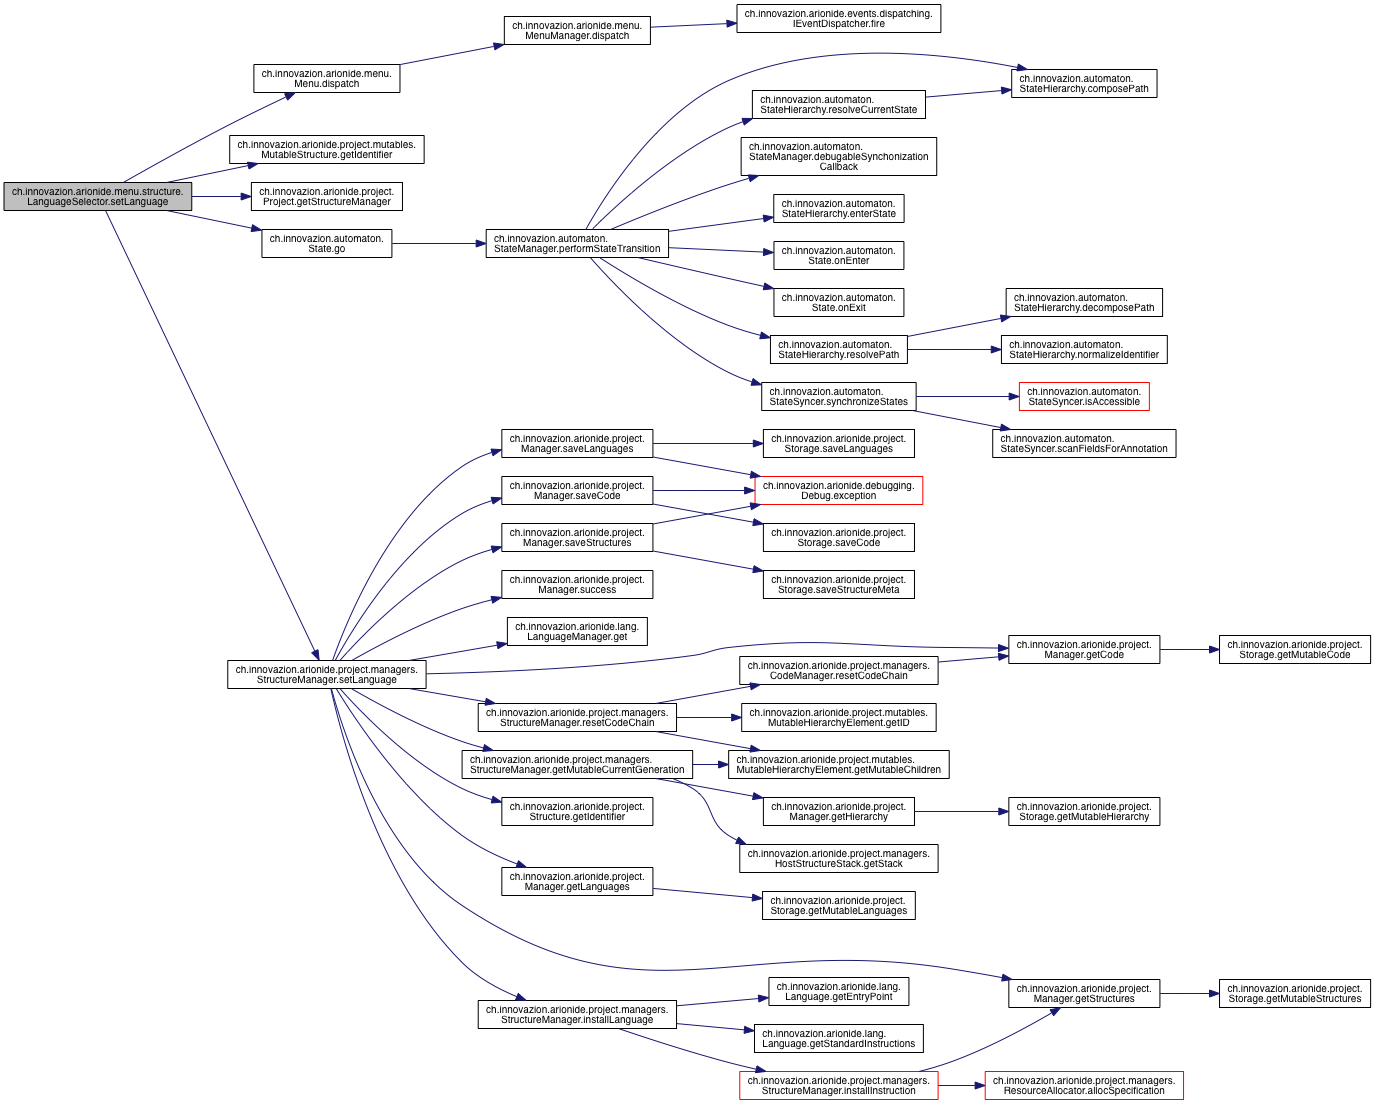 ch.innovazion.arionide.menu.
MenuManager.dispatch
ch.innovazion.arionide.events.dispatching.
IEventDispatcher.fire
ch.innovazion.arionide.menu.
Menu.dispatch
ch.innovazion.automaton.
StateHierarchy.composePath
ch.innovazion.automaton.
StateHierarchy.resolveCurrentState
ch.innovazion.arionide.project.mutables.
MutableStructure.getIdentifier
ch.innovazion.automaton.
StateManager.debugableSynchonization
Callback
ch.innovazion.arionide.menu.structure.
LanguageSelector.setLanguage
ch.innovazion.arionide.project.
Project.getStructureManager
ch.innovazion.automaton.
StateHierarchy.enterState
ch.innovazion.automaton.
State.go
ch.innovazion.automaton.
StateManager.performStateTransition
ch.innovazion.automaton.
State.onEnter
ch.innovazion.automaton.
State.onExit
ch.innovazion.automaton.
StateHierarchy.decomposePath
ch.innovazion.automaton.
StateHierarchy.resolvePath
ch.innovazion.automaton.
StateHierarchy.normalizeIdentifier
ch.innovazion.automaton.
StateSyncer.synchronizeStates
ch.innovazion.automaton.
StateSyncer.isAccessible
ch.innovazion.automaton.
StateSyncer.scanFieldsForAnnotation
ch.innovazion.arionide.project.
Manager.saveLanguages
ch.innovazion.arionide.project.
Storage.saveLanguages
ch.innovazion.arionide.project.
Manager.saveCode
ch.innovazion.arionide.debugging.
Debug.exception
ch.innovazion.arionide.project.
Manager.saveStructures
ch.innovazion.arionide.project.
Storage.saveCode
ch.innovazion.arionide.project.
Manager.success
ch.innovazion.arionide.project.
Storage.saveStructureMeta
ch.innovazion.arionide.lang.
LanguageManager.get
ch.innovazion.arionide.project.
Manager.getCode
ch.innovazion.arionide.project.
Storage.getMutableCode
ch.innovazion.arionide.project.managers.
StructureManager.setLanguage
ch.innovazion.arionide.project.managers.
CodeManager.resetCodeChain
ch.innovazion.arionide.project.managers.
StructureManager.resetCodeChain
ch.innovazion.arionide.project.mutables.
MutableHierarchyElement.getID
ch.innovazion.arionide.project.managers.
StructureManager.getMutableCurrentGeneration
ch.innovazion.arionide.project.mutables.
MutableHierarchyElement.getMutableChildren
ch.innovazion.arionide.project.
Structure.getIdentifier
ch.innovazion.arionide.project.
Manager.getHierarchy
ch.innovazion.arionide.project.
Storage.getMutableHierarchy
ch.innovazion.arionide.project.managers.
HostStructureStack.getStack
ch.innovazion.arionide.project.
Manager.getLanguages
ch.innovazion.arionide.project.
Storage.getMutableLanguages
ch.innovazion.arionide.lang.
Language.getEntryPoint
ch.innovazion.arionide.project.
Manager.getStructures
ch.innovazion.arionide.project.
Storage.getMutableStructures
ch.innovazion.arionide.project.managers.
StructureManager.installLanguage
ch.innovazion.arionide.lang.
Language.getStandardInstructions
ch.innovazion.arionide.project.managers.
StructureManager.installInstruction
ch.innovazion.arionide.project.managers.
ResourceAllocator.allocSpecification